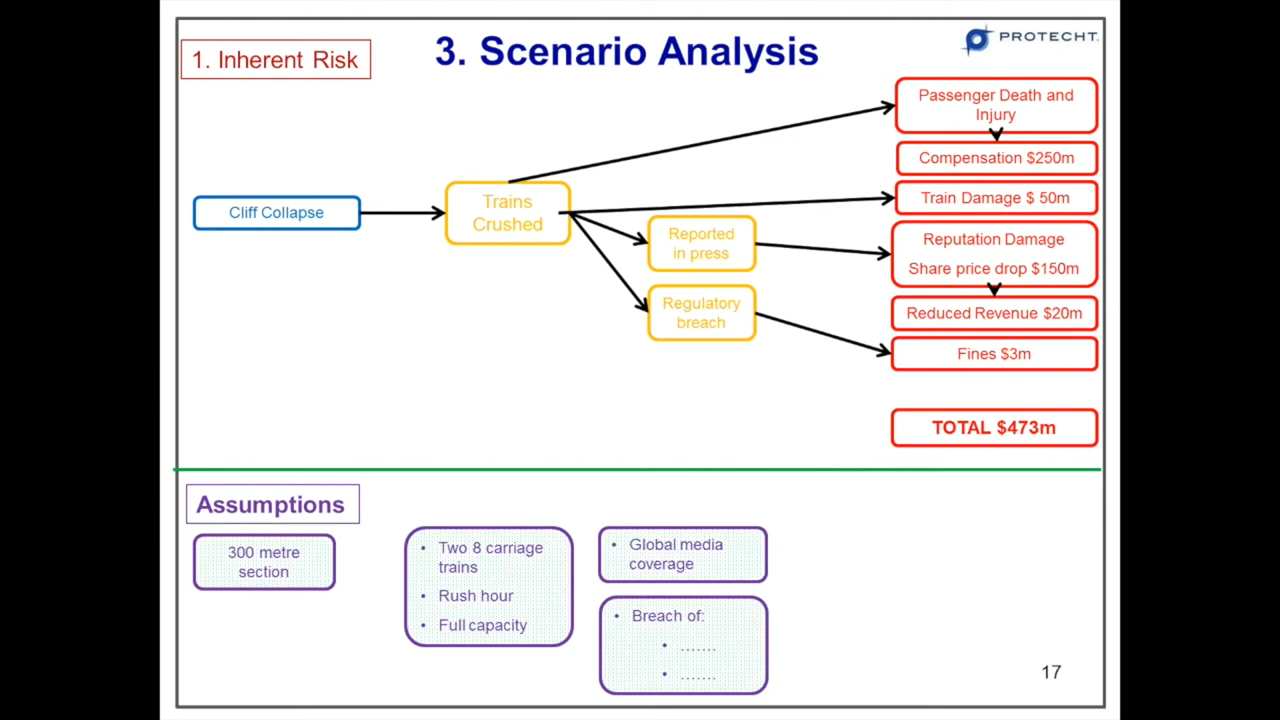 1. Inherent Risk
3. Scenario Analysis
PROTECHT
Cliff Collapse
Trains
Crushed
Reported
in press
Regulatory
breach
Passenger Death and
Injury
Compensation $250m
Train Damage $ 50m
Reputation Damage
Share price drop $150m
Reduced Revenue $20m
Fines $3m
TOTAL $473m
Assumptions
300 metre
section
• Two 8 carriage
trains
• Rush hour
• Full capacity
• Global media
coverage
• Breach of:
• .......
• .......
17